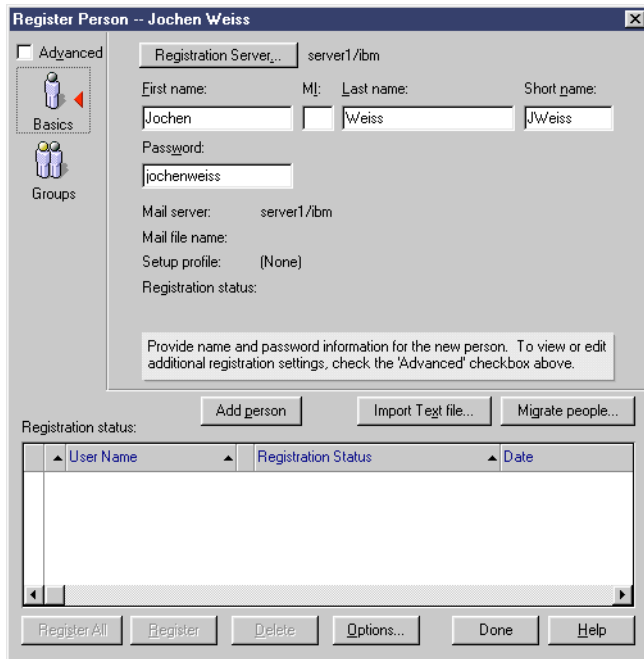 Register Person -- Jochen Weiss
Advanced
Registration Server... server1/ibm
First name: MI: Last name: Short name:
Jochen Weiss JWeiss
Basics
Password:
jochenweiss
Groups
Mail server: server1/ibm
Mail file name:
Setup profile: (None)
Registration status:
Provide name and password information for the new person. To view or edit
additional registration settings, check the 'Advanced' checkbox above.
Add person Import Text file... Migrate people...
Registration status:
User Name Registration Status Date
Register All Register Delete Options... Done Help